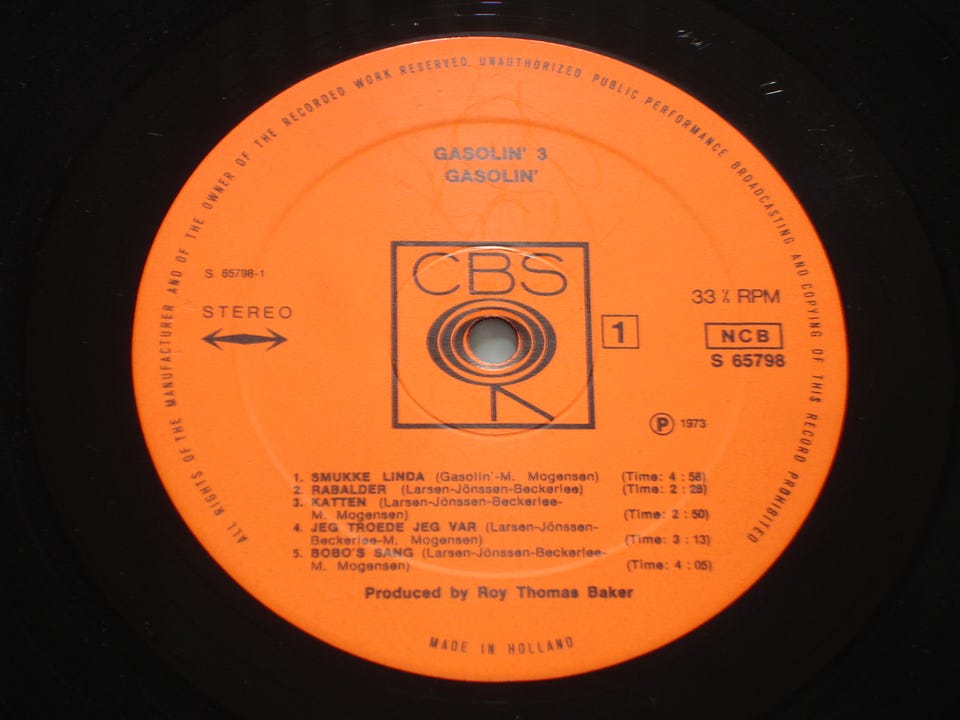 ALL RIGHTS OF THE MANUFACTURER AND OF THE OWNER OF THE RECORDED WORK RESERVED UNAUTHORIZED PUBLIC PERFORMANCE BROADCASTING AND COPYING OF THIS RECORD PROHIBITED
GASOLIN' 3
GASOLIN'
CBS
S 65798-1
STEREO
1
33 ⅓ RPM
NCB
S 65798
Ⓟ 1973
1. SMUKKE LINDA (Gasolin'-M. Mogensen) (Time: 4 : 58)
2. RABALDER (Larsen-Jönssen-Beckerlee) (Time: 2 : 28)
3. KATTEN (Larsen-Jönssen-Beckerlee-
M. Mogensen) (Time: 2 : 50)
4. JEG TROEDE JEG VAR (Larsen-Jönssen-
Beckerlee-M. Mogensen) (Time: 3 : 13)
5. BOBO'S SANG (Larsen-Jönssen-Beckerlee-
M. Mogensen) (Time: 4 : 05)
Produced by Roy Thomas Baker
MADE IN HOLLAND